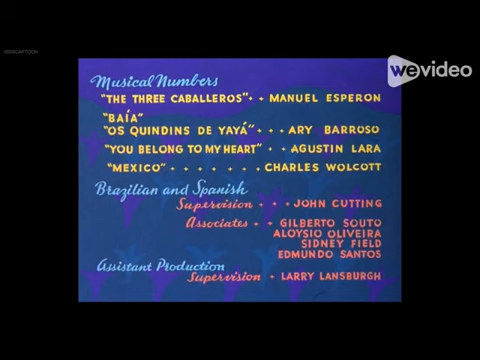 WEBSCARTOON
wevideo
Musical Numbers
"THE THREE CABALLEROS" • • MANUEL ESPERON
"BAÍA"
"OS QUINDINS DE YAYÁ" • • • ARY BARROSO
"YOU BELONG TO MY HEART" • • AGUSTIN LARA
"MEXICO" • • • • • • • CHARLES WOLCOTT
Brazilian and Spanish
Supervision • • • JOHN CUTTING
Associates • • GILBERTO SOUTO
ALOYSIO OLIVEIRA
SIDNEY FIELD
EDMUNDO SANTOS
Assistant Production
Supervision • LARRY LANSBURGH